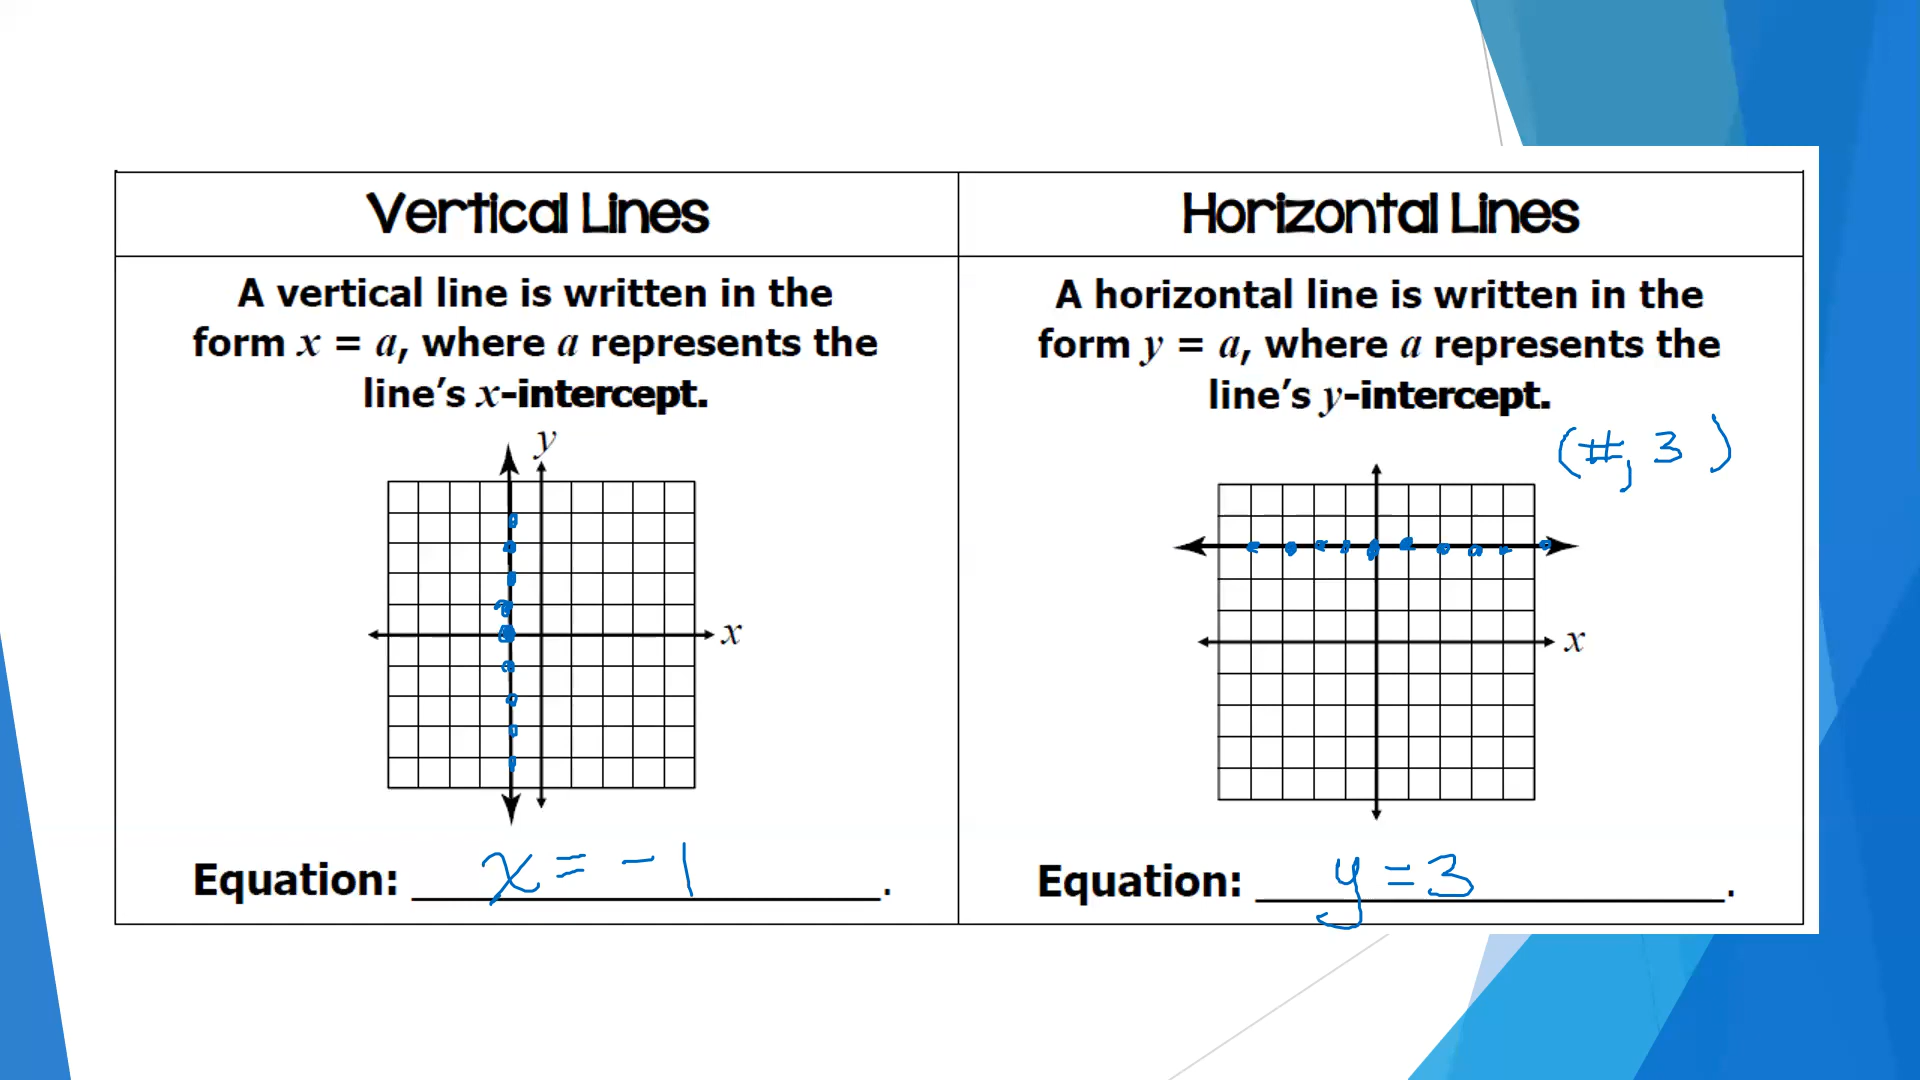 Vertical Lines
A vertical line is written in the
form x = a, where a represents the
line's x-intercept.
y
x
Equation: x = -1.
Horizontal Lines
A horizontal line is written in the
form y = a, where a represents the
line's y-intercept.
(#, 3)
x
Equation: y = 3.